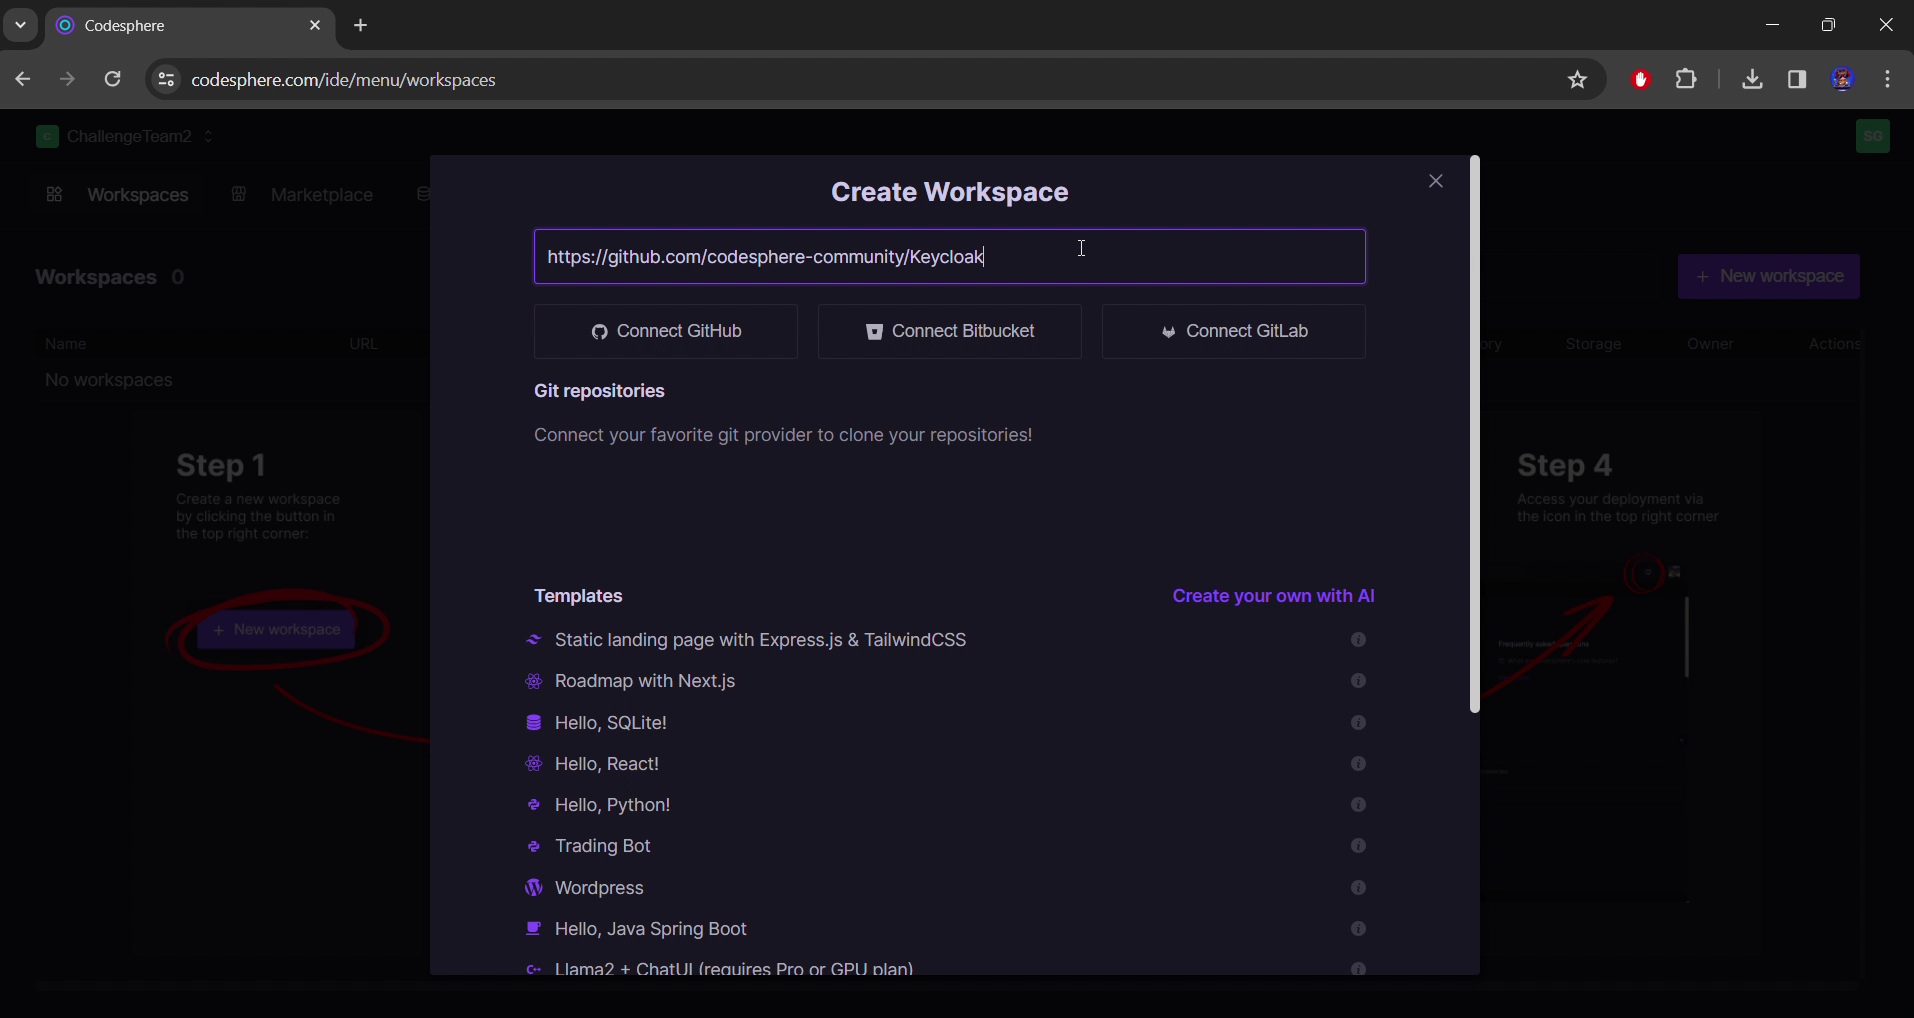 Codesphere
codesphere.com/ide/menu/workspaces
C ChallengeTeam2
SG
Workspaces
Marketplace
Create Workspace
https://github.com/codesphere-community/Keycloak
Workspaces 0
+ New workspace
Connect GitHub
Connect Bitbucket
Connect GitLab
Name
URL
Storage
Owner
Actions
No workspaces
Git repositories
Connect your favorite git provider to clone your repositories!
Step 1
Create a new workspace
by clicking the button in
the top right corner:
+ New workspace
Step 4
Access your deployment via
the icon in the top right corner
Templates
Create your own with AI
Static landing page with Express.js & TailwindCSS
Roadmap with Next.js
Hello, SQLite!
Hello, React!
Hello, Python!
Trading Bot
Wordpress
Hello, Java Spring Boot
Llama2 + ChatUI (requires Pro or GPU plan)